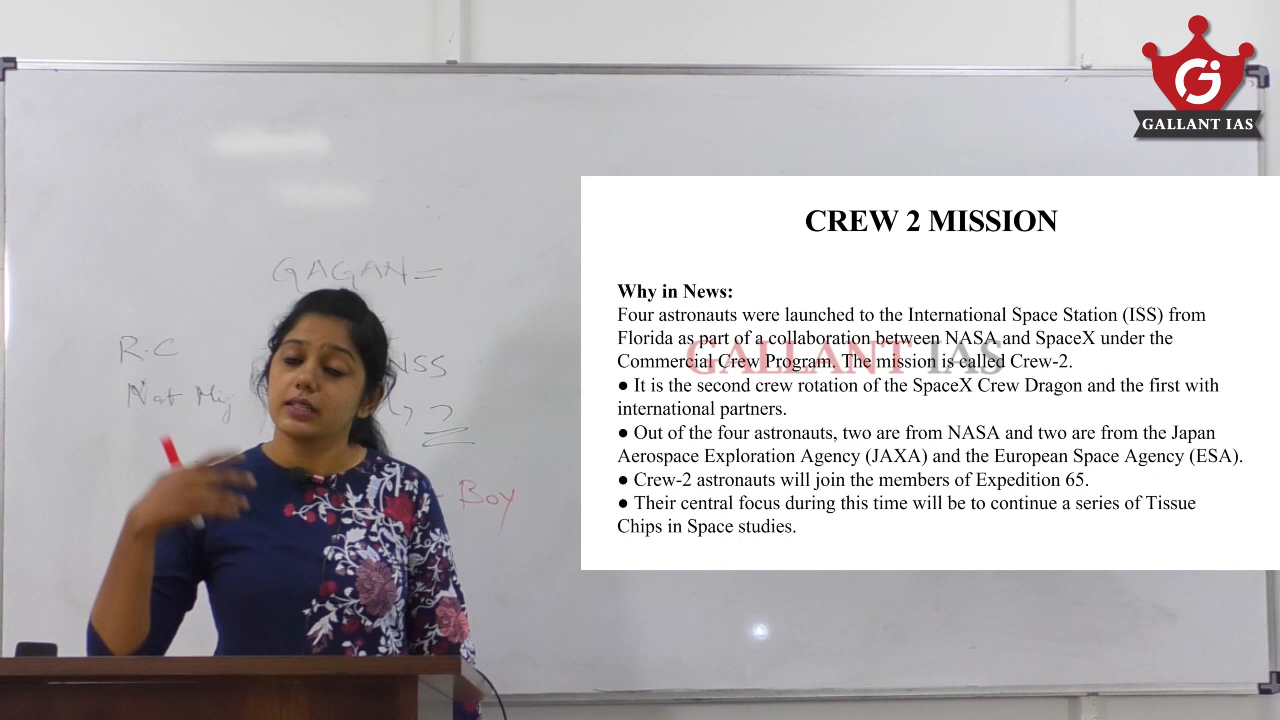 GALLANT IAS
GAGAN=
R.C
NSS
Nat
2
Boy
CREW 2 MISSION
Why in News:
Four astronauts were launched to the International Space Station (ISS) from
Florida as part of a collaboration between NASA and SpaceX under the
Commercial Crew Program. The mission is called Crew-2.
GALLANT IAS
● It is the second crew rotation of the SpaceX Crew Dragon and the first with
international partners.
● Out of the four astronauts, two are from NASA and two are from the Japan
Aerospace Exploration Agency (JAXA) and the European Space Agency (ESA).
● Crew-2 astronauts will join the members of Expedition 65.
● Their central focus during this time will be to continue a series of Tissue
Chips in Space studies.